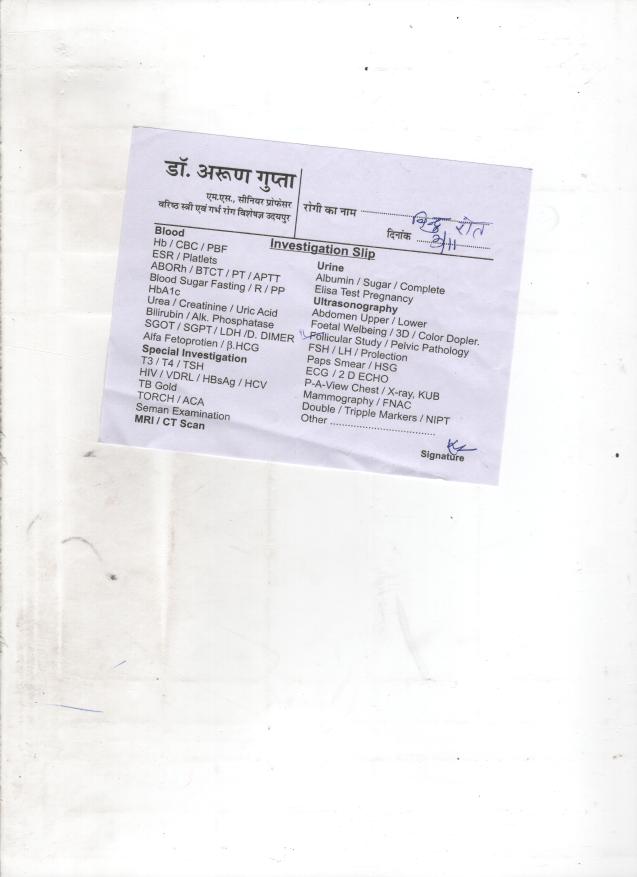 डॉ. अरूण गुप्ता
एम.एस., सीनियर प्रोफेसर
वरिष्ठ स्त्री एवं गर्भ रोग विशेषज्ञ उदयपुर
रोगी का नाम
दिनांक
Investigation Slip
Blood
Hb / CBC / PBF
ESR / Platlets
ABORh / BTCT / PT / APTT
Blood Sugar Fasting / R / PP
HbA1c
Urea / Creatinine / Uric Acid
Bilirubin / Alk. Phosphatase
SGOT / SGPT / LDH /D. DIMER
Alfa Fetoprotien / β.HCG
Special Investigation
T3 / T4 / TSH
HIV / VDRL / HBsAg / HCV
TB Gold
TORCH / ACA
Seman Examination
MRI / CT Scan
Urine
Albumin / Sugar / Complete
Elisa Test Pregnancy
Ultrasonography
Abdomen Upper / Lower
Foetal Welbeing / 3D / Color Dopler.
Follicular Study / Pelvic Pathology
FSH / LH / Prolection
Paps Smear / HSG
ECG / 2 D ECHO
P-A-View Chest / X-ray, KUB
Mammography / FNAC
Double / Tripple Markers / NIPT
Other ................................
Signature